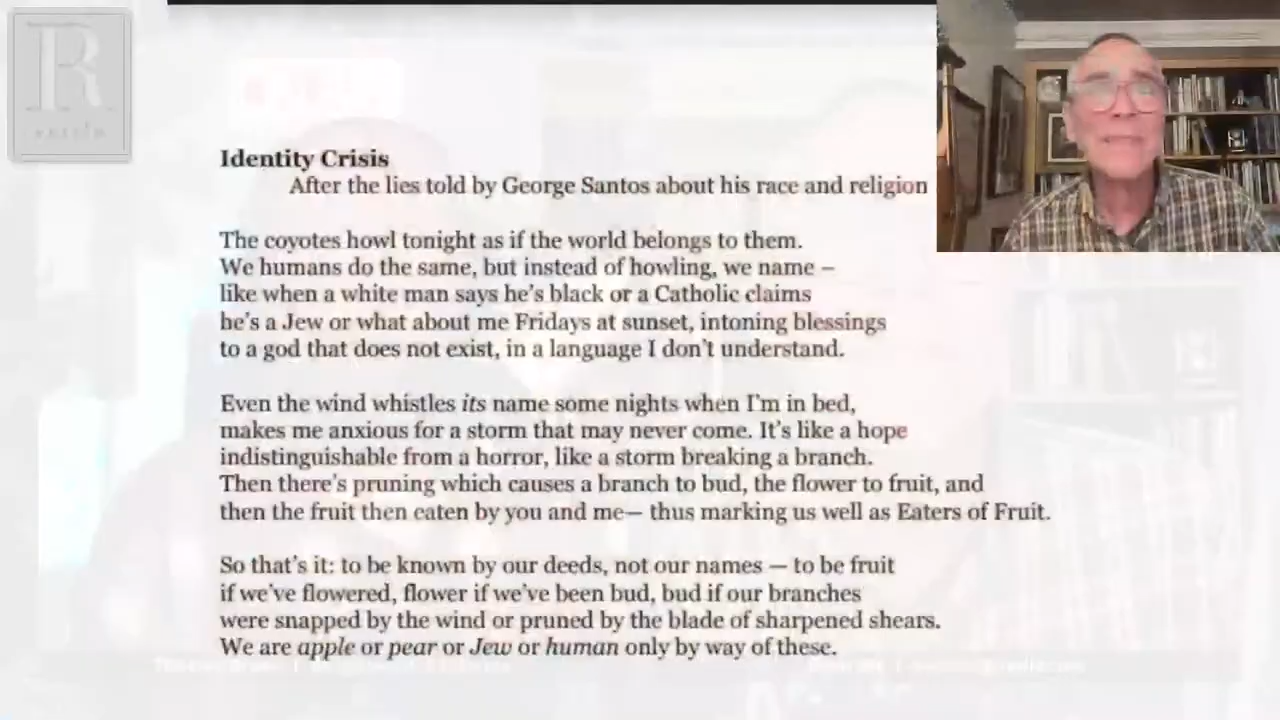 R
Identity Crisis
After the lies told by George Santos about his race and religion
The coyotes howl tonight as if the world belongs to them.
We humans do the same, but instead of howling, we name –
like when a white man says he's black or a Catholic claims
he's a Jew or what about me Fridays at sunset, intoning blessings
to a god that does not exist, in a language I don't understand.
Even the wind whistles its name some nights when I'm in bed,
makes me anxious for a storm that may never come. It's like a hope
indistinguishable from a horror, like a storm breaking a branch.
Then there's pruning which causes a branch to bud, the flower to fruit, and
then the fruit then eaten by you and me— thus marking us well as Eaters of Fruit.
So that's it: to be known by our deeds, not our names — to be fruit
if we've flowered, flower if we've been bud, bud if our branches
were snapped by the wind or pruned by the blade of sharpened shears.
We are apple or pear or Jew or human only by way of these.